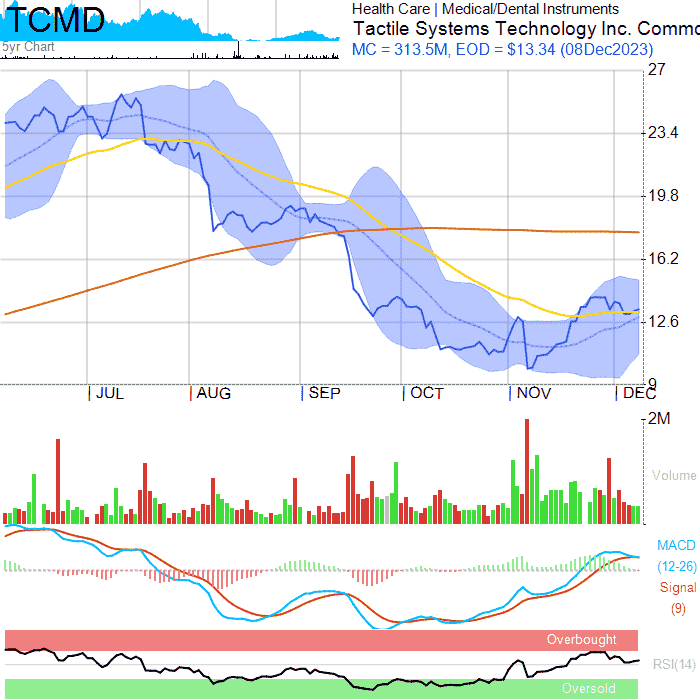 TCMD
5yr Chart
Health Care | Medical/Dental Instruments
Tactile Systems Technology Inc. Commo
MC = 313.5M, EOD = $13.34 (08Dec2023)
27
23.4
19.8
16.2
12.6
9
JUL AUG SEP OCT NOV DEC
2M
Volume
MACD
(12-26)
Signal
(9)
Overbought
RSI(14)
Oversold